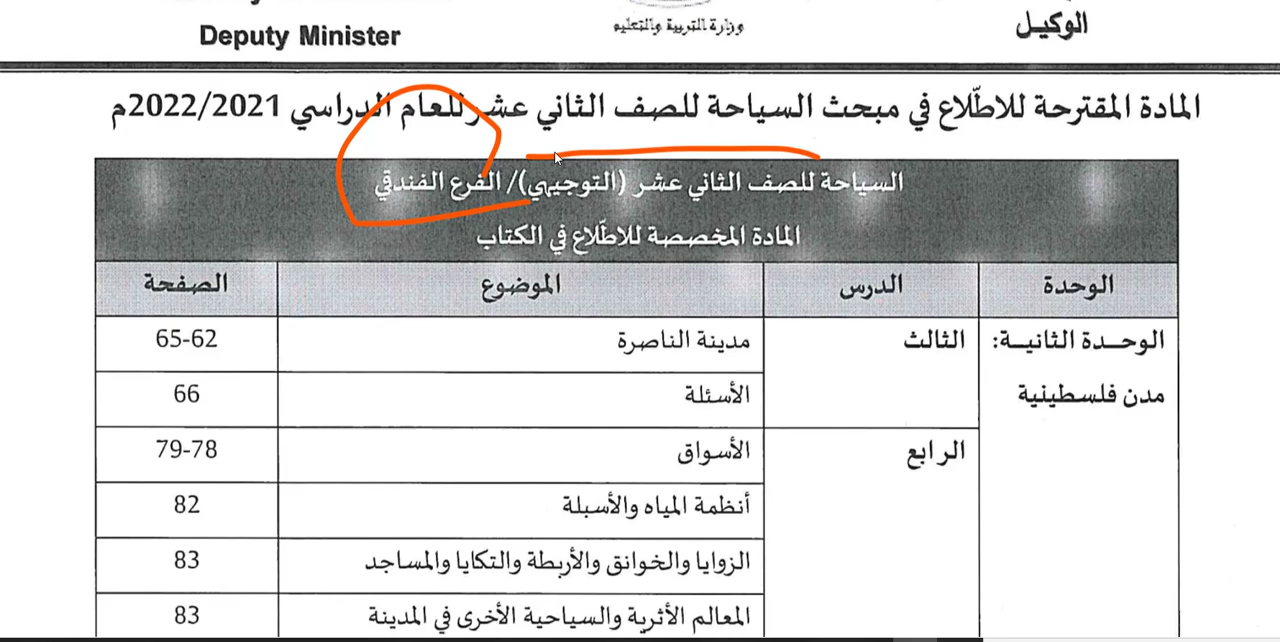 Deputy Minister
وزارة التربية والتعليم
الوكيل
المادة المقترحة للاطّلاع في مبحث السياحة للصف الثاني عشر للعام الدراسي 2022/2021م
السياحة للصف الثاني عشر (التوجيهي)/ الفرع الفندقي
المادة المخصصة للاطّلاع في الكتاب
الوحدة الدرس الموضوع الصفحة
الوحدة الثانية: الثالث مدينة الناصرة 65-62
مدن فلسطينية الأسئلة 66
الرابع الأسواق 79-78
أنظمة المياه والأسبلة 82
الزوايا والخوانق والأربطة والتكايا والمساجد 83
المعالم الأثرية والسياحية الأخرى في المدينة 83